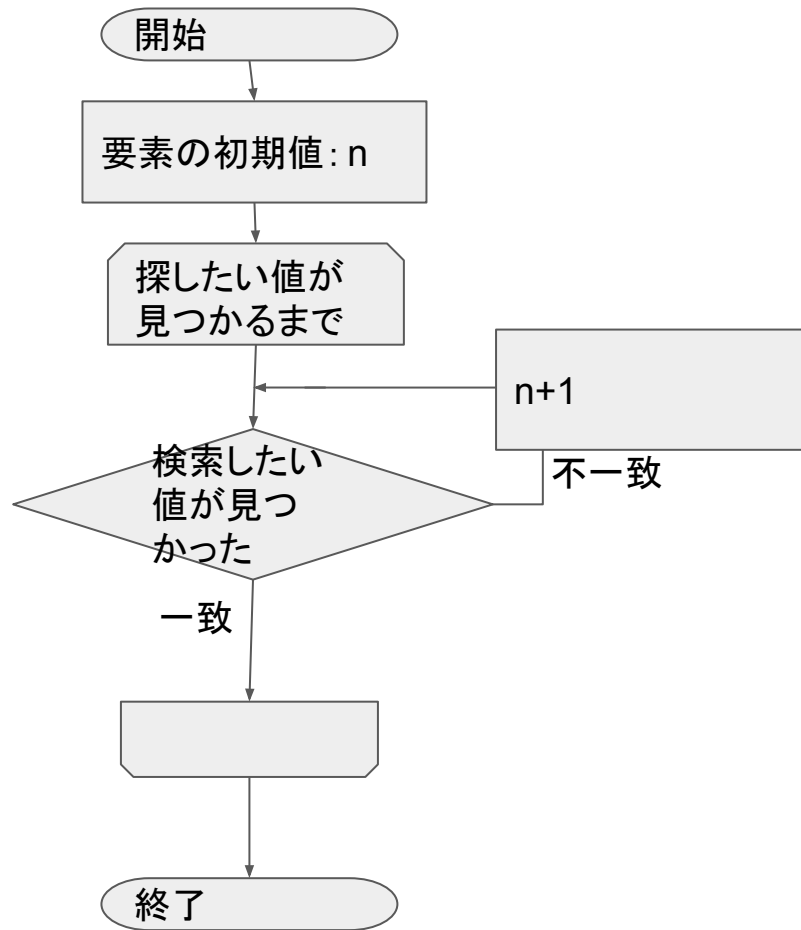 開始
要素の初期値：n
探したい値が
見つかるまで
n+1
不一致
検索したい
値が見つ
かった
一致
終了